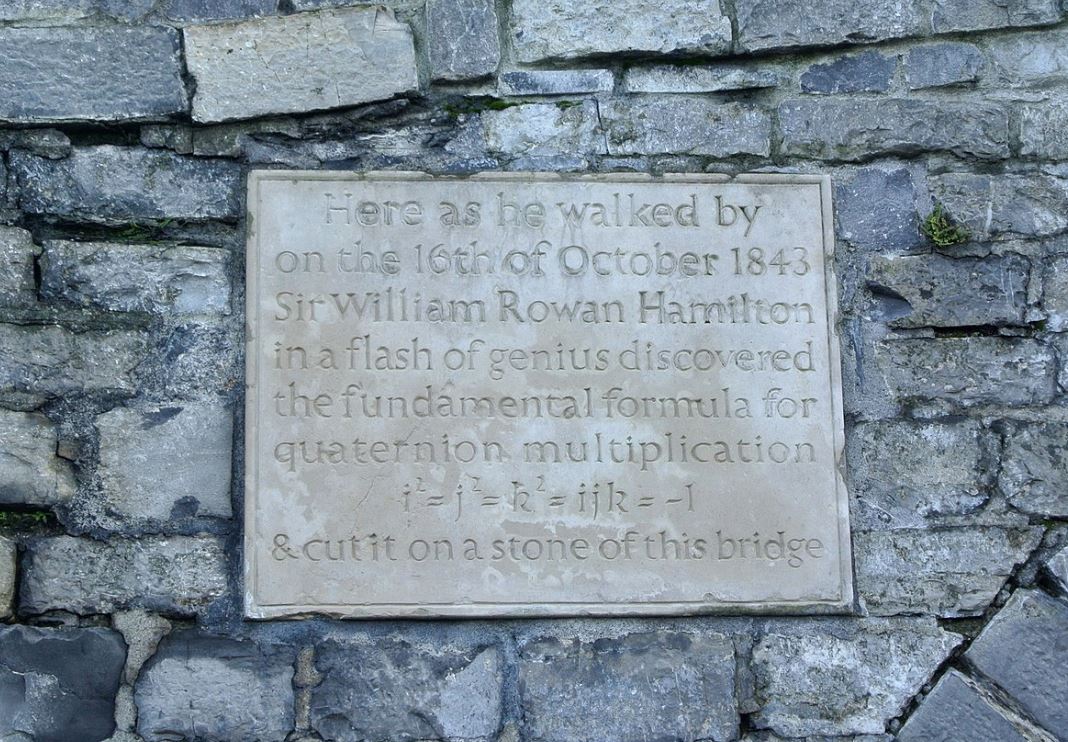 Here as he walked by
on the 16th of October 1843
Sir William Rowan Hamilton
in a flash of genius discovered
the fundamental formula for
quaternion multiplication
i² = j² = k² = ijk = -1
& cut it on a stone of this bridge